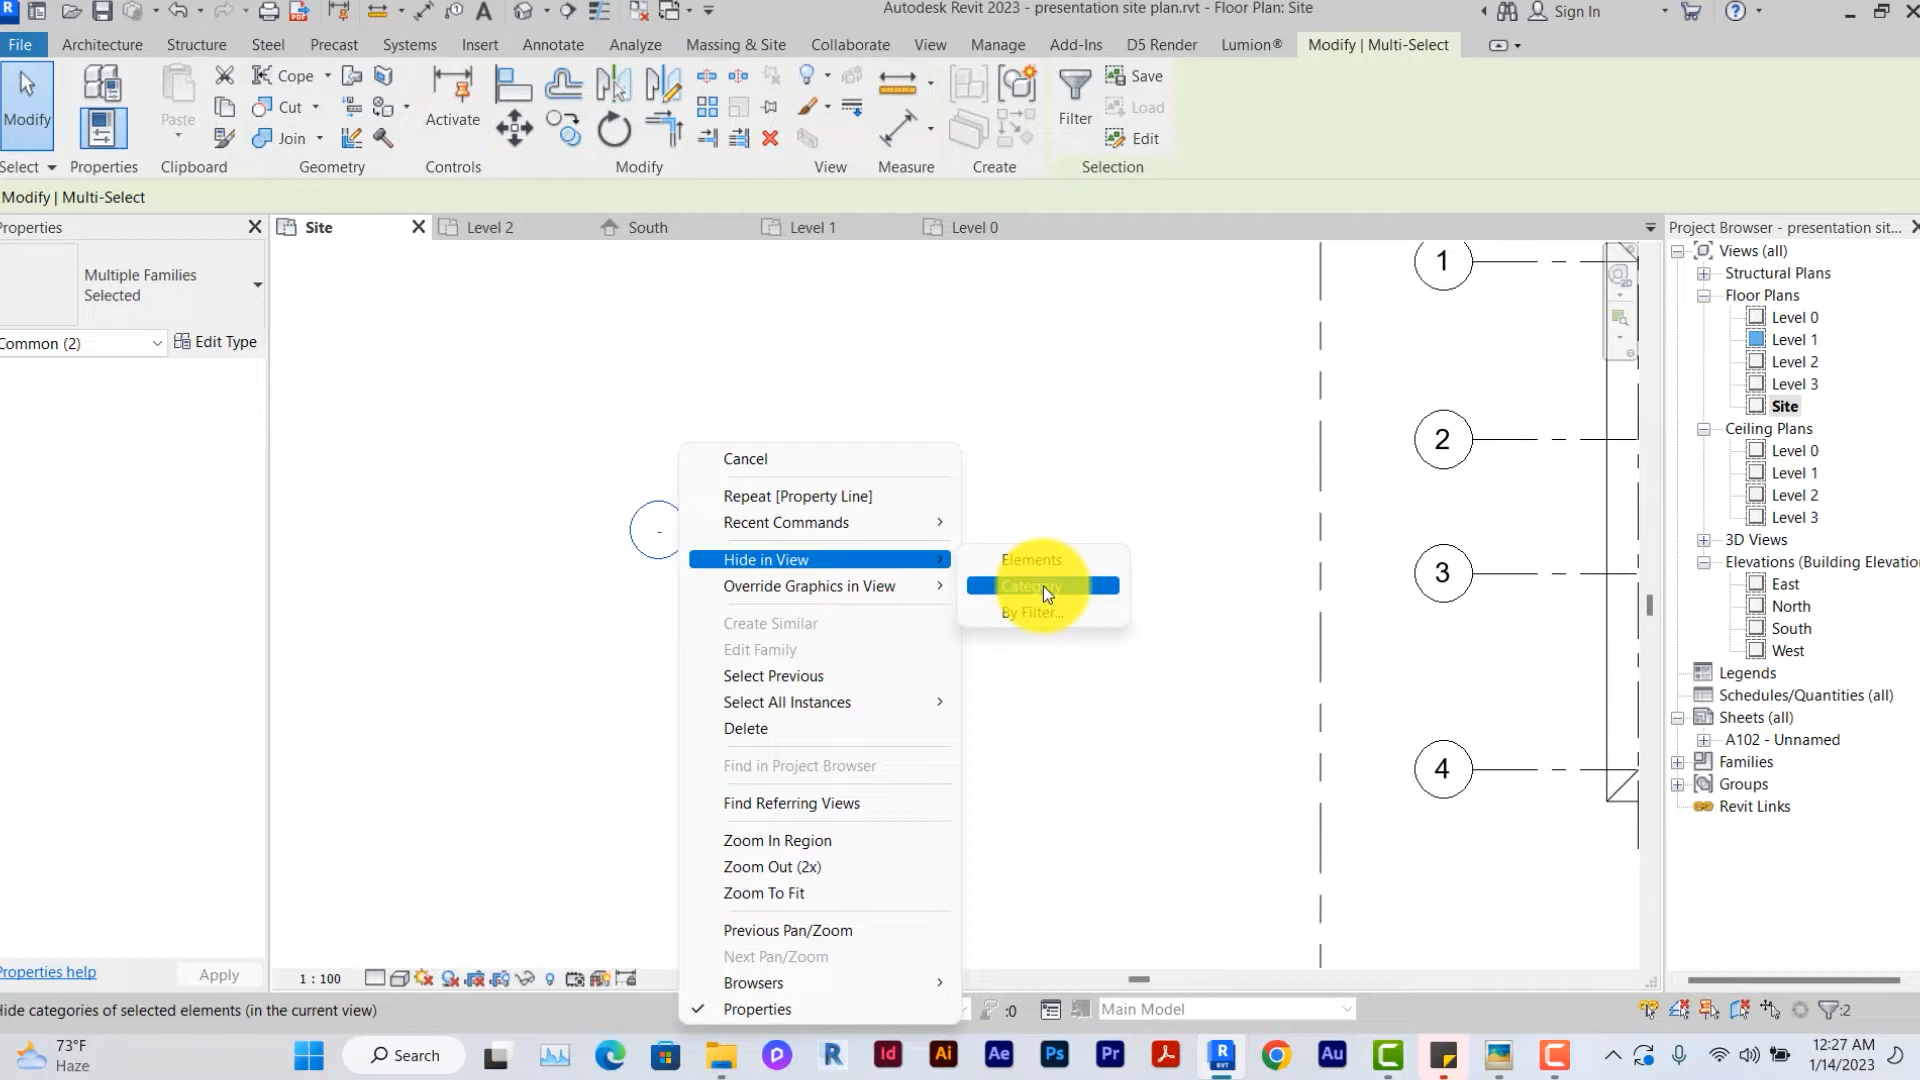 Autodesk Revit 2023 - presentation site plan.rvt - Floor Plan: Site
Sign In
File Architecture Structure Steel Precast Systems Insert Annotate Analyze Massing & Site Collaborate View Manage Add-Ins D5 Render Lumion® Modify | Multi-Select
Modify
Paste
Cope
Cut
Join
Activate
Filter
Save
Load
Edit
Select Properties Clipboard Geometry Controls Modify View Measure Create Selection
Modify | Multi-Select
Properties
Multiple Families
Selected
Common (2)
Edit Type
Properties help
Apply
Site
Level 2
South
Level 1
Level 0
1
2
3
4
Cancel
Repeat [Property Line]
Recent Commands
Hide in View
Override Graphics in View
Create Similar
Edit Family
Select Previous
Select All Instances
Delete
Find in Project Browser
Find Referring Views
Zoom In Region
Zoom Out (2x)
Zoom To Fit
Previous Pan/Zoom
Next Pan/Zoom
Browsers
Properties
Elements
Category
By Filter...
Project Browser - presentation sit...
Views (all)
Structural Plans
Floor Plans
Level 0
Level 1
Level 2
Level 3
Site
Ceiling Plans
Level 0
Level 1
Level 2
Level 3
3D Views
Elevations (Building Elevatio
East
North
South
West
Legends
Schedules/Quantities (all)
Sheets (all)
A102 - Unnamed
Families
Groups
Revit Links
1 : 100
Hide categories of selected elements (in the current view)
:0
Main Model
:2
73°F
Haze
Search
12:27 AM
1/14/2023